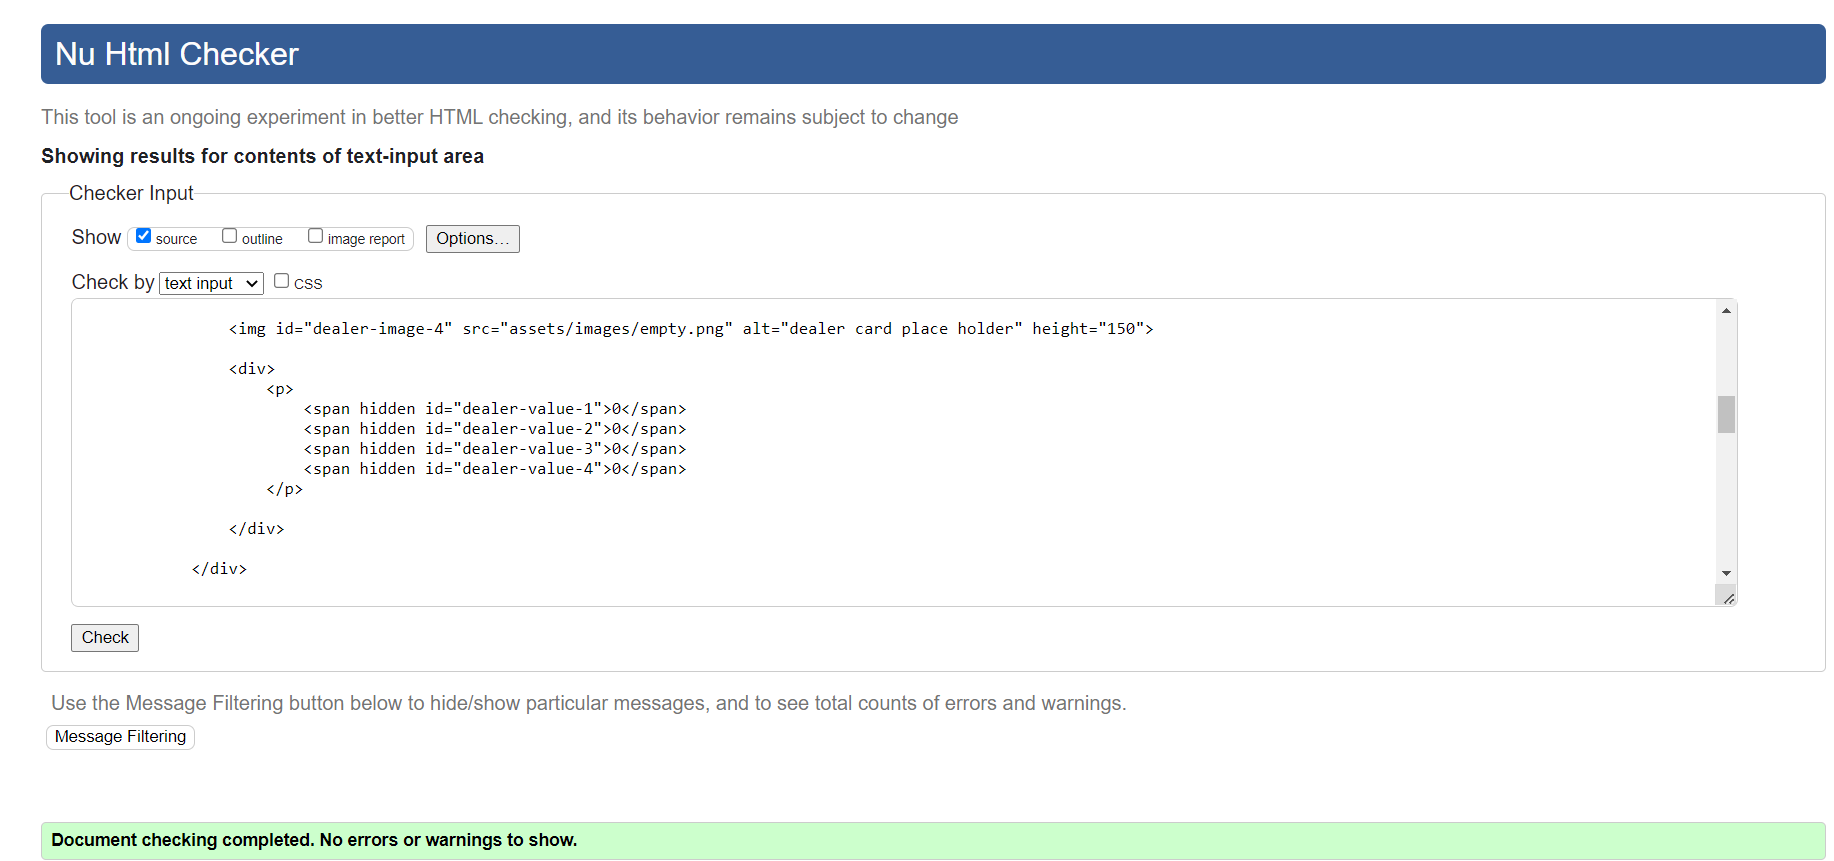 Nu Html Checker
This tool is an ongoing experiment in better HTML checking, and its behavior remains subject to change
Showing results for contents of text-input area
Checker Input
Show source outline image report Options...
Check by text input CSS
<img id="dealer-image-4" src="assets/images/empty.png" alt="dealer card place holder" height="150">
<div>
<p>
<span hidden id="dealer-value-1">0</span>
<span hidden id="dealer-value-2">0</span>
<span hidden id="dealer-value-3">0</span>
<span hidden id="dealer-value-4">0</span>
</p>
</div>
</div>
Check
Use the Message Filtering button below to hide/show particular messages, and to see total counts of errors and warnings.
Message Filtering
Document checking completed. No errors or warnings to show.